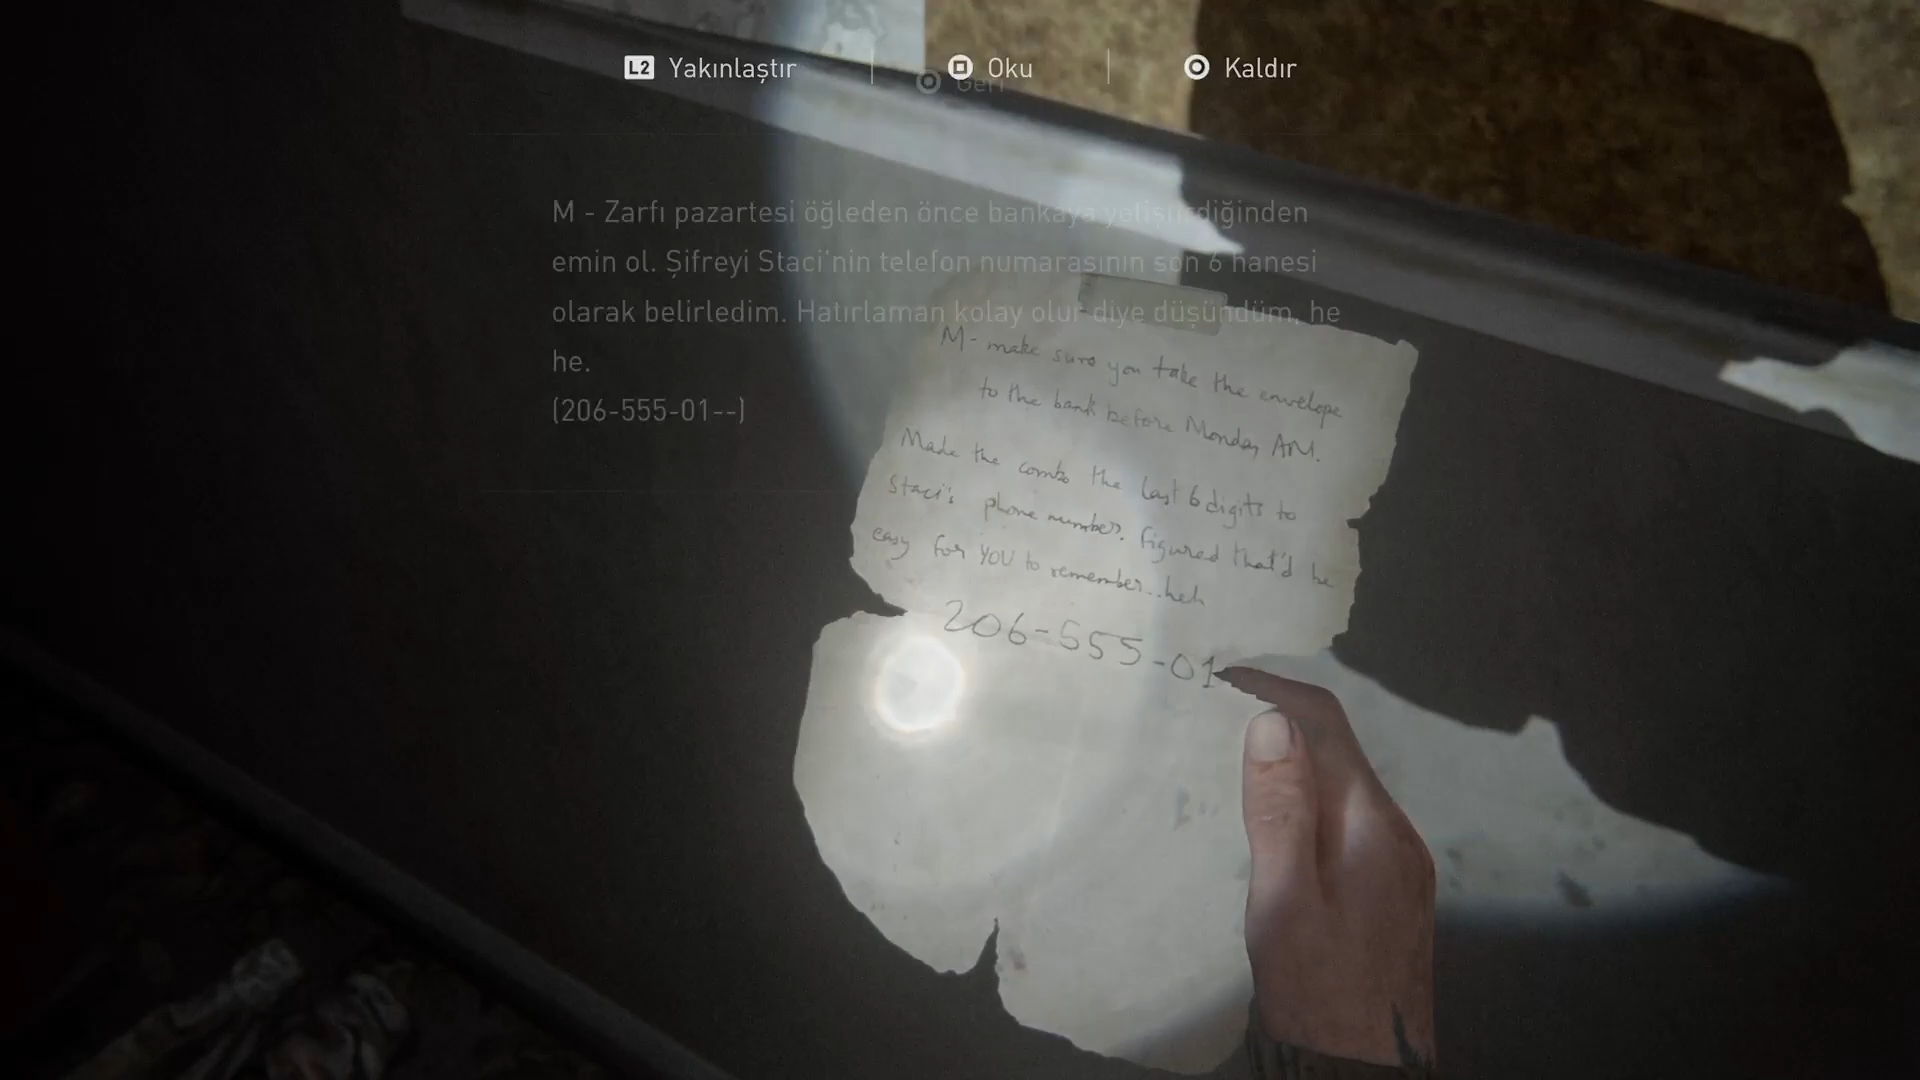 L2 Yakınlaştır
Oku
Kaldır
Geri
M - Zarfı pazartesi öğleden önce bankaya yetiştirdiğinden
emin ol. Şifreyi Staci'nin telefon numarasının son 6 hanesi
olarak belirledim. Hatırlaman kolay olur diye düşündüm, he
he.
(206-555-01--)
M- make sure you take the envelope
to the bank before Monday AM.
Made the combo the last 6 digits to
Staci's phone number. figured that'd be
easy for YOU to remember...heh
206-555-01